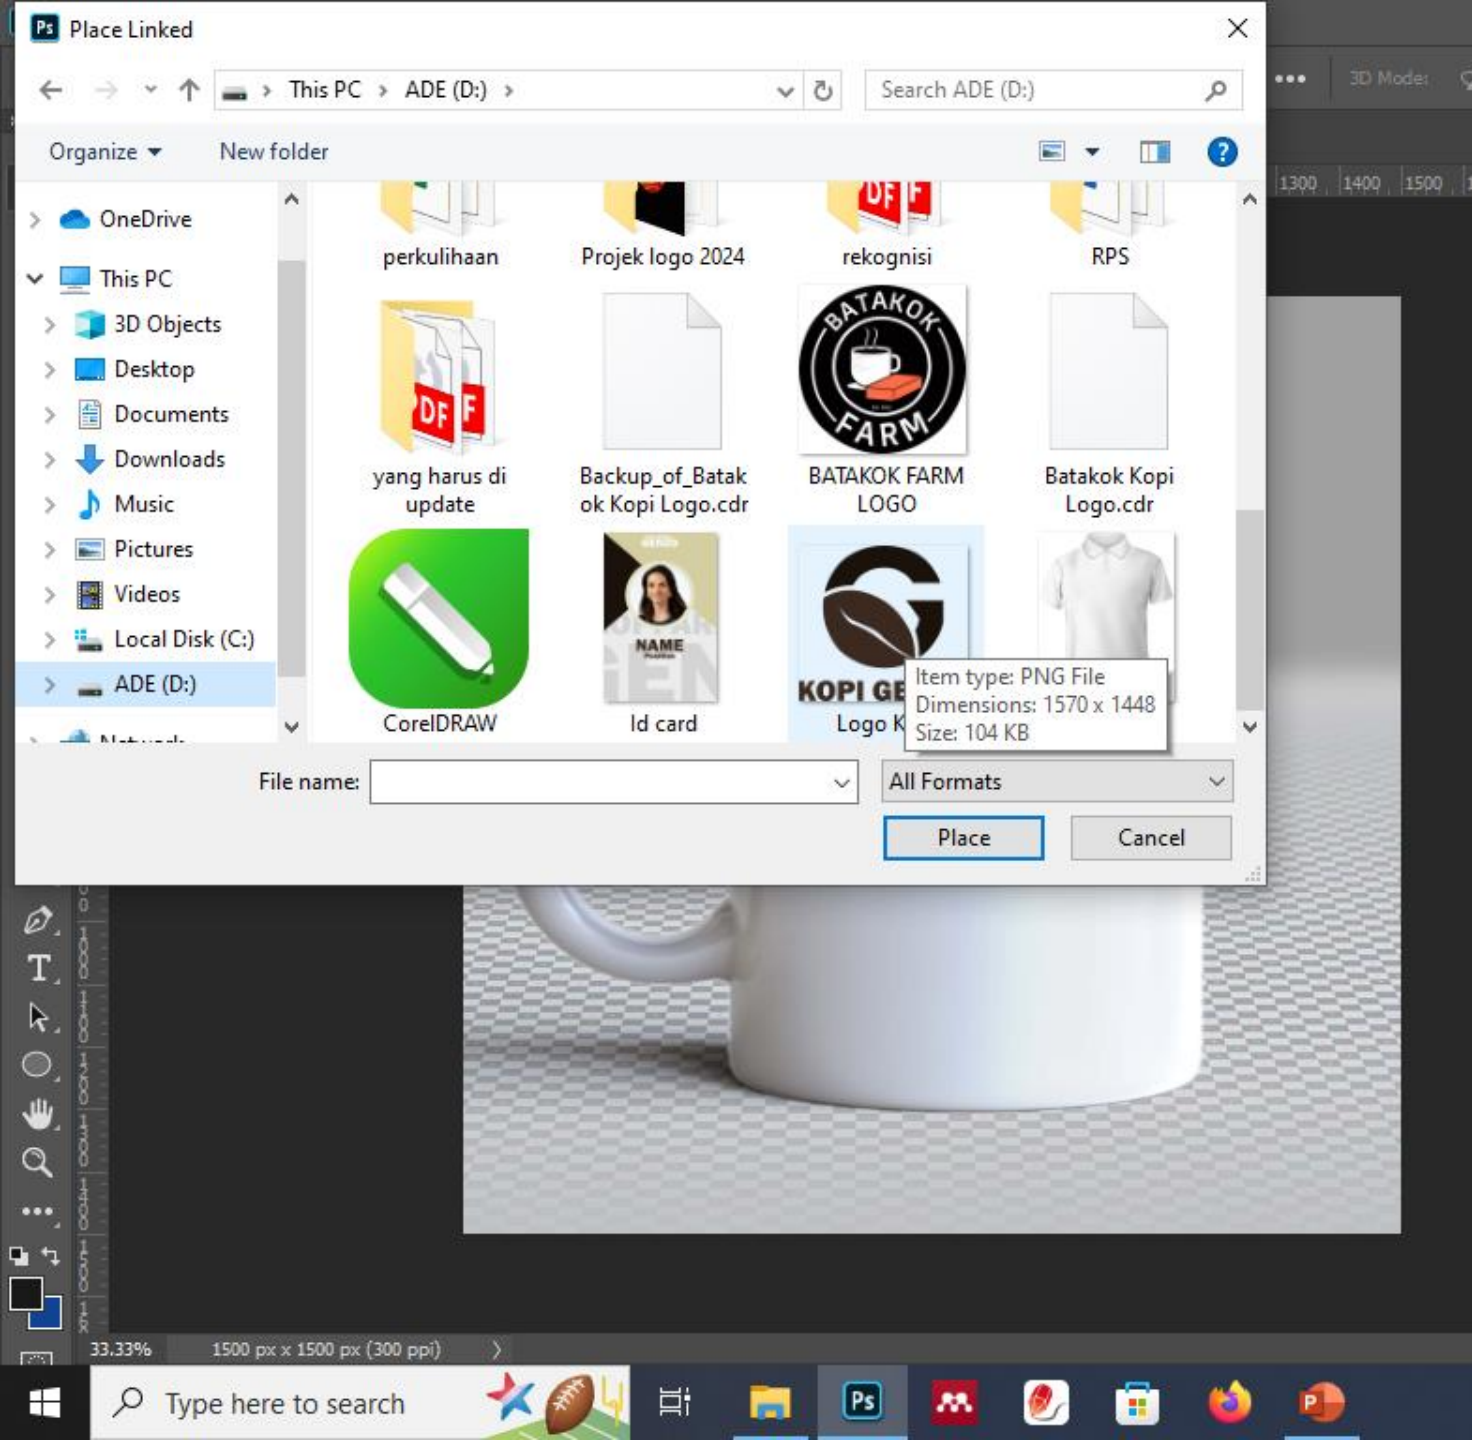 Ps Place Linked
This PC > ADE (D:) >
Search ADE (D:)
3D Mode:
Organize
New folder
?
1300 1400 1500
OneDrive
This PC
3D Objects
Desktop
Documents
Downloads
Music
Pictures
Videos
Local Disk (C:)
ADE (D:)
perkulihaan
Projek logo 2024
PDF F
rekognisi
RPS
PDF F
yang harus di
update
Backup_of_Batak
ok Kopi Logo.cdr
BATAKOK
FARM
BATAKOK FARM
LOGO
Batakok Kopi
Logo.cdr
CorelDRAW
NAME
Id card
KOPI GE
Logo K
Item type: PNG File
Dimensions: 1570 x 1448
Size: 104 KB
File name:
All Formats
Place
Cancel
T
33.33%
1500 px x 1500 px (300 ppi)
Type here to search
Ps
P